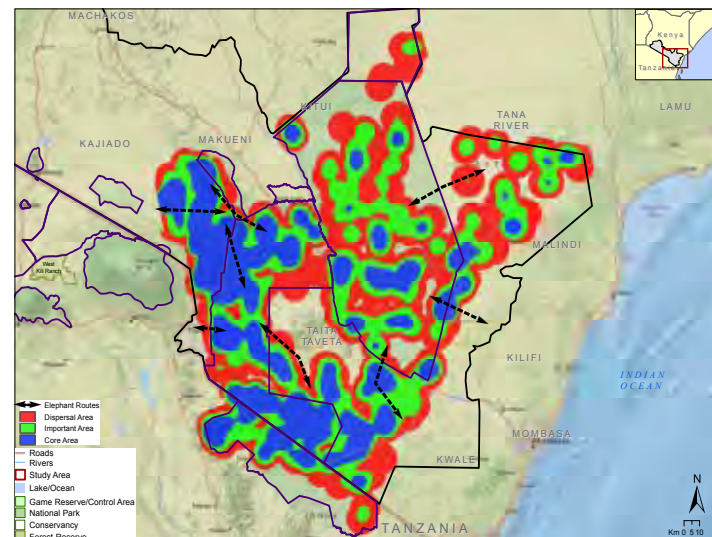 MACHAKOS
Kenya
Tanzania
KITUI
TANA
RIVER
LAMU
KAJIADO
MAKUENI
MALINDI
West
Kili Ranch
TAITA
TAVETA
KILIFI
INDIAN
OCEAN
MOMBASA
KWALE
TANZANIA
Elephant Routes
Dispersal Area
Important Area
Core Area
Roads
Rivers
Study Area
Lake/Ocean
Game Reserve/Control Area
National Park
Conservancy
Forest Reserve
N
Km 0 5 10